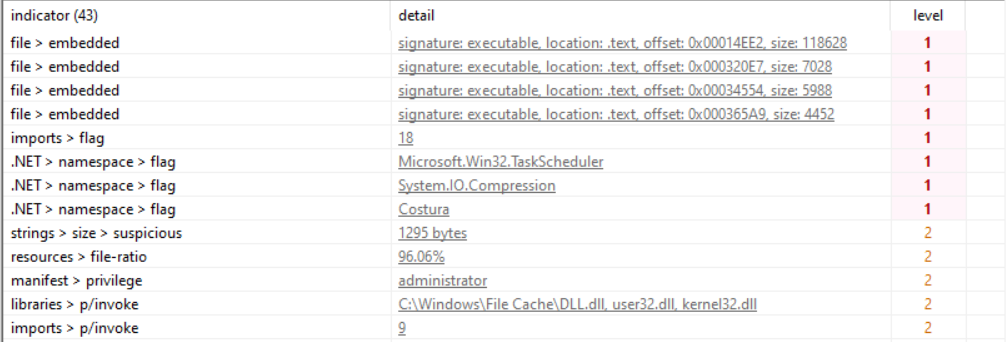 indicator (43) detail level
file > embedded signature: executable, location: .text, offset: 0x00014EE2, size: 118628 1
file > embedded signature: executable, location: .text, offset: 0x000320E7, size: 7028 1
file > embedded signature: executable, location: .text, offset: 0x00034554, size: 5988 1
file > embedded signature: executable, location: .text, offset: 0x000365A9, size: 4452 1
imports > flag 18 1
.NET > namespace > flag Microsoft.Win32.TaskScheduler 1
.NET > namespace > flag System.IO.Compression 1
.NET > namespace > flag Costura 1
strings > size > suspicious 1295 bytes 2
resources > file-ratio 96.06% 2
manifest > privilege administrator 2
libraries > p/invoke C:\Windows\File Cache\DLL.dll, user32.dll, kernel32.dll 2
imports > p/invoke 9 2